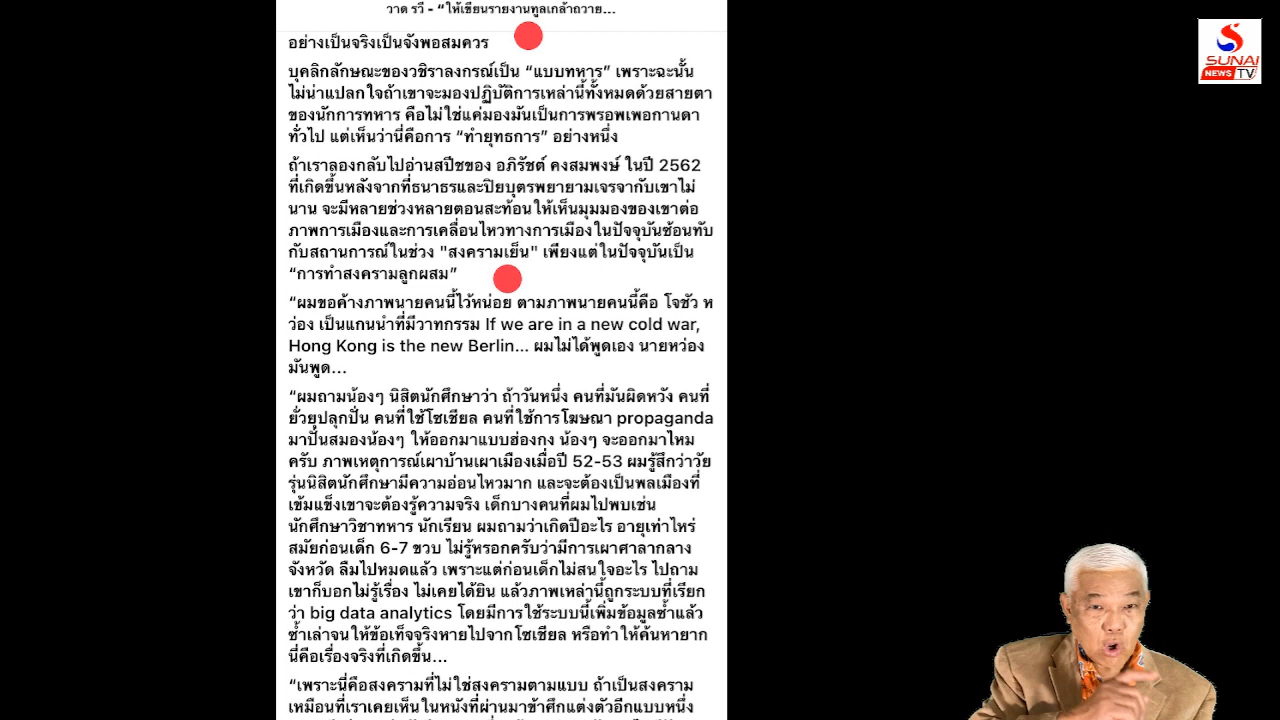 วาด รวี - “ให้เขียนรายงานทูลเกล้าถวาย...
อย่างเป็นจริงเป็นจังพอสมควร
บุคลิกลักษณะของวชิราลงกรณ์เป็น “แบบทหาร” เพราะฉะนั้น
ไม่น่าแปลกใจถ้าเขาจะมองปฏิบัติการเหล่านี้ทั้งหมดด้วยสายตา
ของนักการทหาร คือไม่ใช่แค่มองมันเป็นการพรอพเพอกานดา
ทั่วไป แต่เห็นว่านี่คือการ “ทำยุทธการ” อย่างหนึ่ง
ถ้าเราลองกลับไปอ่านสปีชของ อภิรัชต์ คงสมพงษ์ ในปี 2562
ที่เกิดขึ้นหลังจากที่ธนาธรและปิยบุตรพยายามเจรจากับเขาไม่
นาน จะมีหลายช่วงหลายตอนสะท้อนให้เห็นมุมมองของเขาต่อ
ภาพการเมืองและการเคลื่อนไหวทางการเมืองในปัจจุบันซ้อนทับ
กับสถานการณ์ในช่วง "สงครามเย็น" เพียงแต่ในปัจจุบันเป็น
“การทำสงครามลูกผสม”
“ผมขอค้างภาพนายคนนี้ไว้หน่อย ตามภาพนายคนนี้คือ โจชัว ห
ว่อง เป็นแกนนำที่มีวาทกรรม If we are in a new cold war,
Hong Kong is the new Berlin... ผมไม่ได้พูดเอง นายหว่อง
มันพูด...
“ผมถามน้องๆ นิสิตนักศึกษาว่า ถ้าวันหนึ่ง คนที่มันผิดหวัง คนที่
ยั่วยุปลุกปั่น คนที่ใช้โซเชียล คนที่ใช้การโฆษณา propaganda
มาปั่นสมองน้องๆ ให้ออกมาแบบฮ่องกง น้องๆ จะออกมาไหม
ครับ ภาพเหตุการณ์เผาบ้านเผาเมืองเมื่อปี 52-53 ผมรู้สึกว่าวัย
รุ่นนิสิตนักศึกษามีความอ่อนไหวมาก และจะต้องเป็นพลเมืองที่
เข้มแข็งเขาจะต้องรู้ความจริง เด็กบางคนที่ผมไปพบเช่น
นักศึกษาวิชาทหาร นักเรียน ผมถามว่าเกิดปีอะไร อายุเท่าไหร่
สมัยก่อนเด็ก 6-7 ขวบ ไม่รู้หรอกครับว่ามีการเผาศาลากลาง
จังหวัด ลืมไปหมดแล้ว เพราะแต่ก่อนเด็กไม่สนใจอะไร ไปถาม
เขาก็บอกไม่รู้เรื่อง ไม่เคยได้ยิน แล้วภาพเหล่านี้ถูกระบบที่เรียก
ว่า big data analytics โดยมีการใช้ระบบนี้เพิ่มข้อมูลซ้ำแล้ว
ซ้ำเล่าจนให้ข้อเท็จจริงหายไปจากโซเชียล หรือทำให้ค้นหายาก
นี่คือเรื่องจริงที่เกิดขึ้น...
“เพราะนี่คือสงครามที่ไม่ใช่สงครามตามแบบ ถ้าเป็นสงคราม
เหมือนที่เราเคยเห็นในหนังที่ผ่านมาข้าศึกแต่งตัวอีกแบบหนึ่ง
SUNAI
NEWS TV